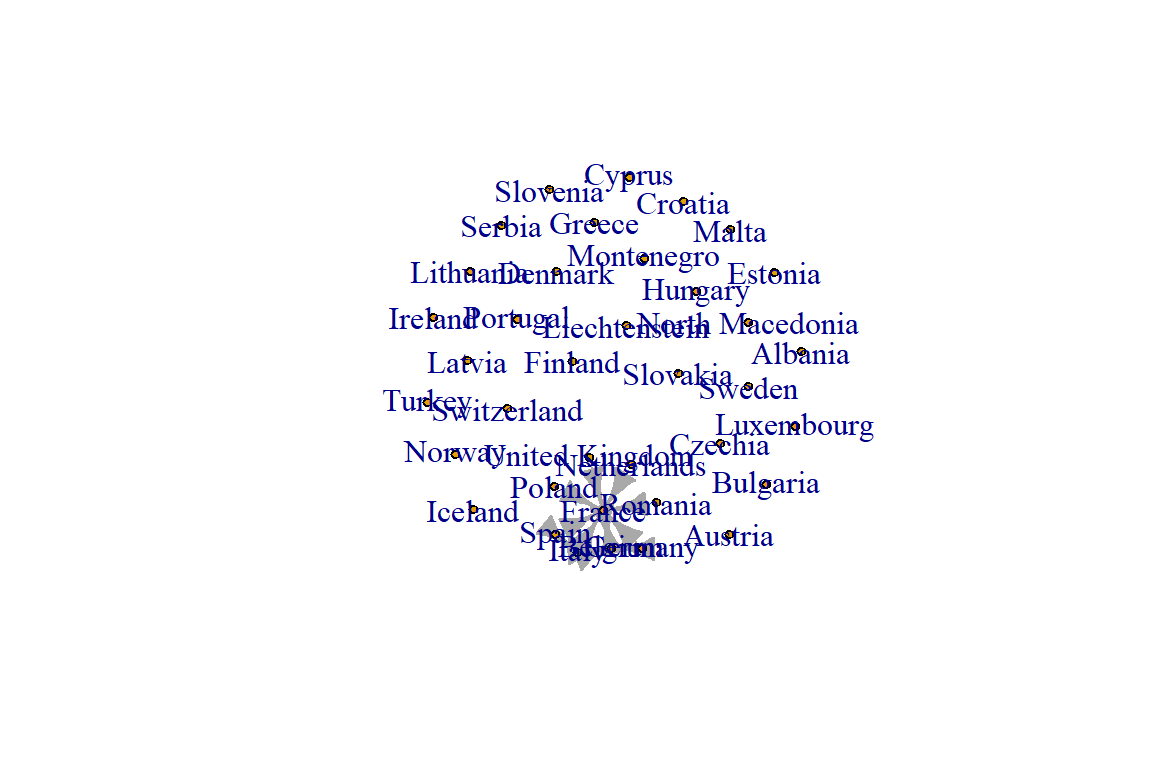 Cyprus
Slovenia
Croatia
Greece
Serbia
Malta
Montenegro
Lithuania
Denmark
Estonia
Hungary
Ireland
Portugal
Liechtenstein
North Macedonia
Albania
Latvia
Finland
Slovakia
Sweden
Turkey
Switzerland
Luxembourg
Czechia
Norway
United Kingdom
Netherlands
Bulgaria
Poland
Romania
Iceland
France
Spain
Austria
Italy
Belgium
Germany